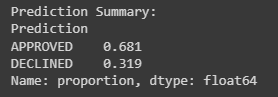 Prediction Summary:
Prediction
APPROVED    0.681
DECLINED    0.319
Name: proportion, dtype: float64